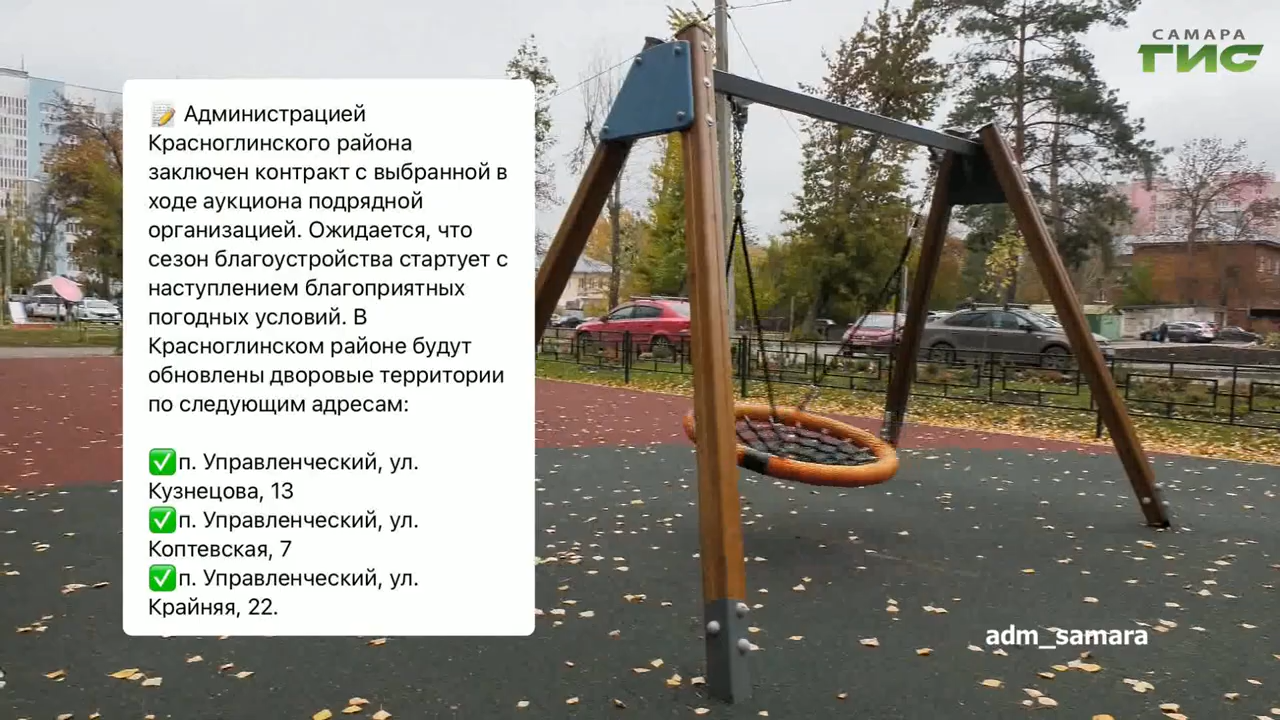 САМАРА
ГИС
📝 Администрацией
Красноглинского района
заключен контракт с выбранной в
ходе аукциона подрядной
организацией. Ожидается, что
сезон благоустройства стартует с
наступлением благоприятных
погодных условий. В
Красноглинском районе будут
обновлены дворовые территории
по следующим адресам:
✅п. Управленческий, ул.
Кузнецова, 13
✅п. Управленческий, ул.
Коптевская, 7
✅п. Управленческий, ул.
Крайняя, 22.
adm_samara